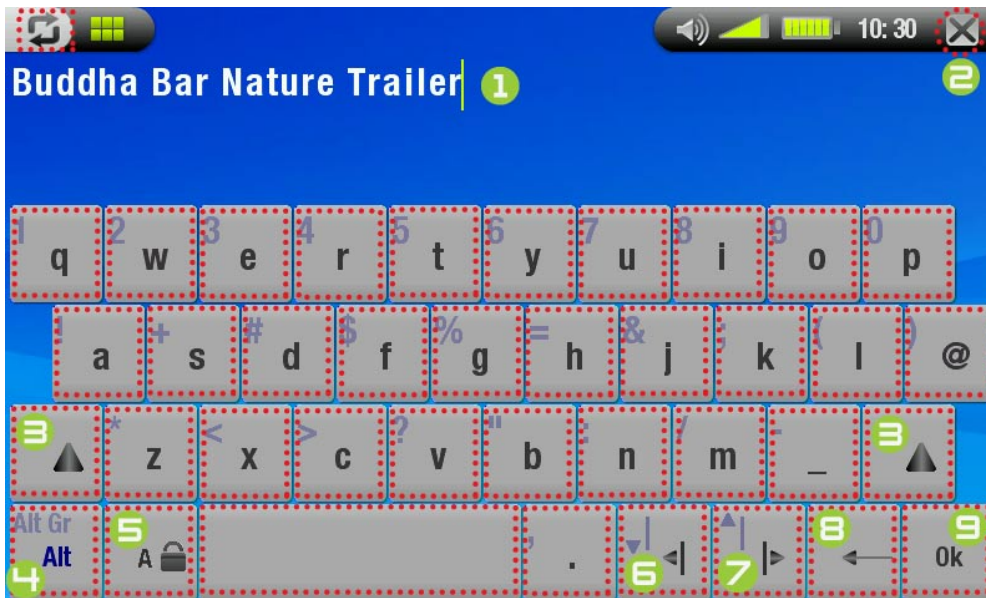 10:30
Buddha Bar Nature Trailer 1 2
1 q 2 w 3 e 4 r 5 t 6 y 7 u 8 i 9 o 0 p
! a + s # d $ f % g = h & j ; k ( l ) @
3 * z < x > c ? v " b : n / m - _ 3
Alt Gr
4 Alt 5 A , . 6 7 8 9 Ok